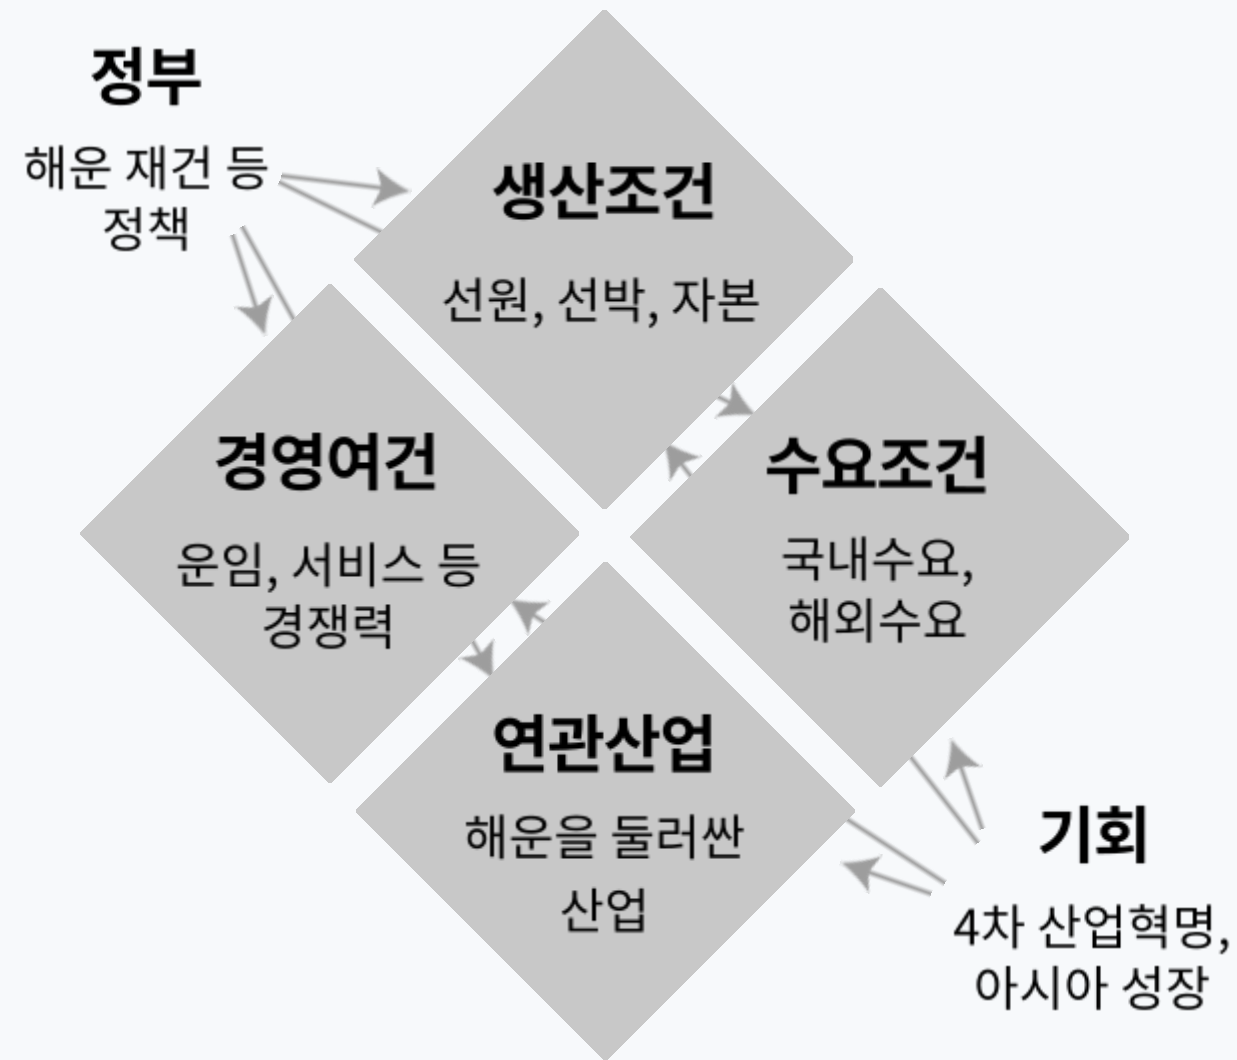 정부
해운 재건 등
정책
생산조건
선원, 선박, 자본
경영여건
운임, 서비스 등
경쟁력
수요조건
국내수요,
해외수요
연관산업
해운을 둘러싼
산업
기회
4차 산업혁명,
아시아 성장